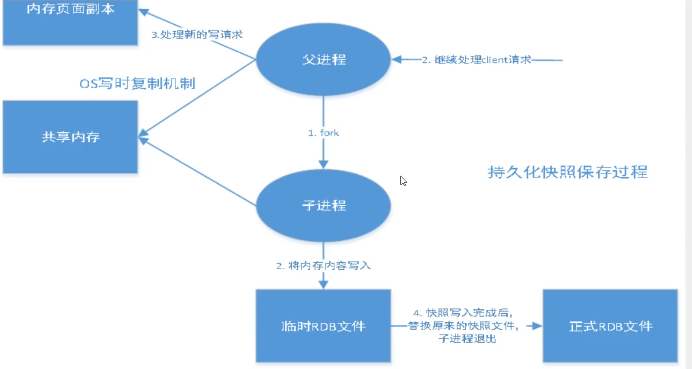 内存页面副本
3.处理新的写请求
父进程
2. 继续处理client请求
OS写时复制机制
共享内存
1. fork
持久化快照保存过程
子进程
2. 将内存内容写入
临时RDB文件
4. 快照写入完成后,
替换原来的快照文件,
子进程退出
正式RDB文件